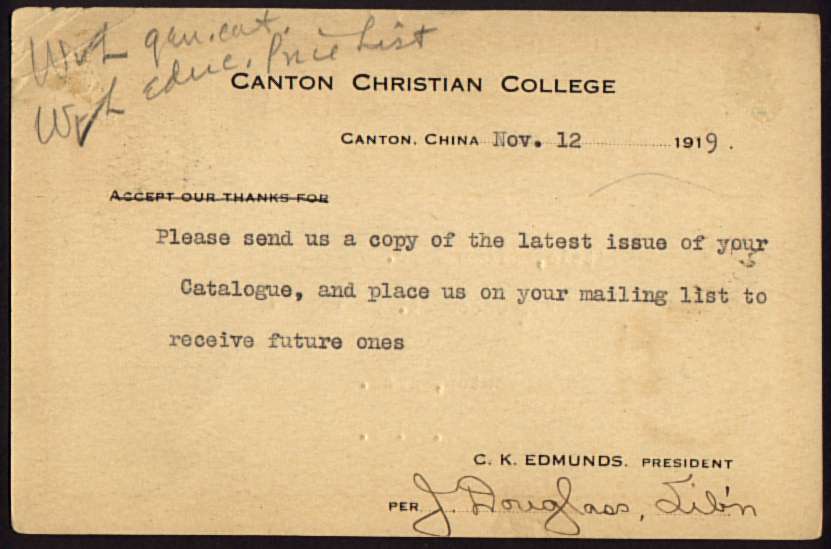 gen. cat.
Educ. Price List
CANTON CHRISTIAN COLLEGE
CANTON, CHINA Nov. 12 1919.
ACCEPT OUR THANKS FOR
Please send us a copy of the latest issue of your
Catalogue, and place us on your mailing list to
receive future ones
C. K. EDMUNDS. PRESIDENT
PER J. Douglass, Lib'n